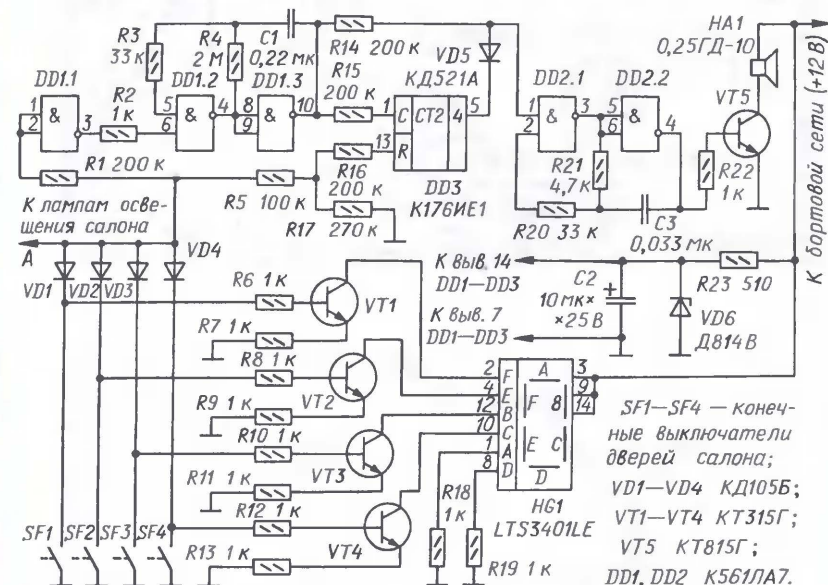 R3
33 к
R4
2 М
C1
0,22 мк
R14 200 к
R15
200 к
VD5
КД521А
HA1
0,25ГД-10
DD1.1
DD1.2
DD1.3
DD2.1
DD2.2
VT5
R2
1 к
1
2
&
3
5
6
&
4
8
9
&
10
1
C
CT2
4
5
13
R
1
2
&
3
5
6
&
4
R1 200 к
R5 100 к
R16
200 к
R17
270 к
DD3
К176ИЕ1
R21
4,7 к
R22
1 к
R20 33 к
C3
0,033 мк
К бортовой сети (+12 В)
К лампам осве-
щения салона
А
VD1
VD2
VD3
VD4
К выв. 14
DD1—DD3
К выв. 7
DD1—DD3
C2
+
10 мк×
×25 В
R23 510
VD6
Д814В
R6 1 к
VT1
R7 1 к
R8 1 к
VT2
R9 1 к
R10 1 к
VT3
R11 1 к
R12 1 к
VT4
R13 1 к
SF1
SF2
SF3
SF4
2 F
4 E
12 B
10 C
1 A
8 D
A
F B
E C
D
3
9
14
HG1
LTS3401LE
R18
1 к
R19 1 к
SF1—SF4 — конеч-
ные выключатели
дверей салона;
VD1—VD4 КД105Б;
VT1—VT4 КТ315Г;
VT5 КТ815Г;
DD1, DD2 К561ЛА7.